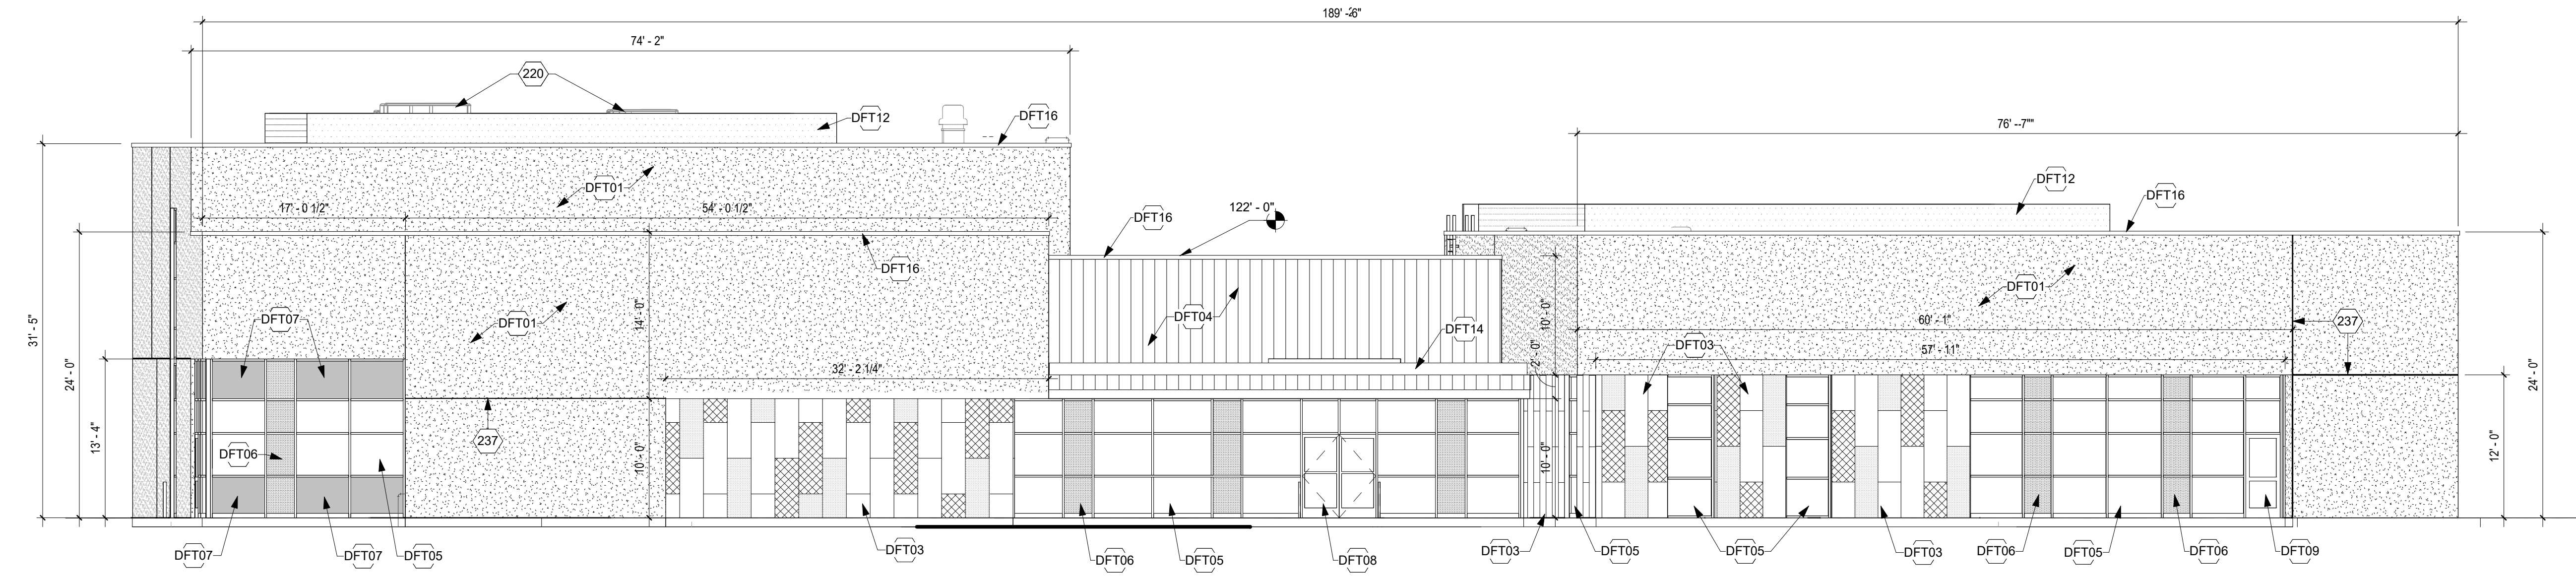 189' - 6"
74' - 2"
220
76' --7""
DFT12
DFT16
DFT12
DFT01
DFT16
17' - 0 1/2"
54' - 0 1/2"
DFT16
122' - 0"
DFT16
DFT01
31' - 5"
24' - 0"
DFT07
DFT01
14' - 0"
DFT04
DFT14
10' - 0"
2' - 0"
60' - 1"
237
DFT03
57' - 11"
32' - 2 1/4"
13' - 4"
237
DFT06
10' - 0"
10' - 0"
12' - 0"
24' - 0"
DFT07
DFT07
DFT05
DFT03
DFT06
DFT05
DFT08
DFT03
DFT05
DFT05
DFT03
DFT06
DFT05
DFT06
DFT09